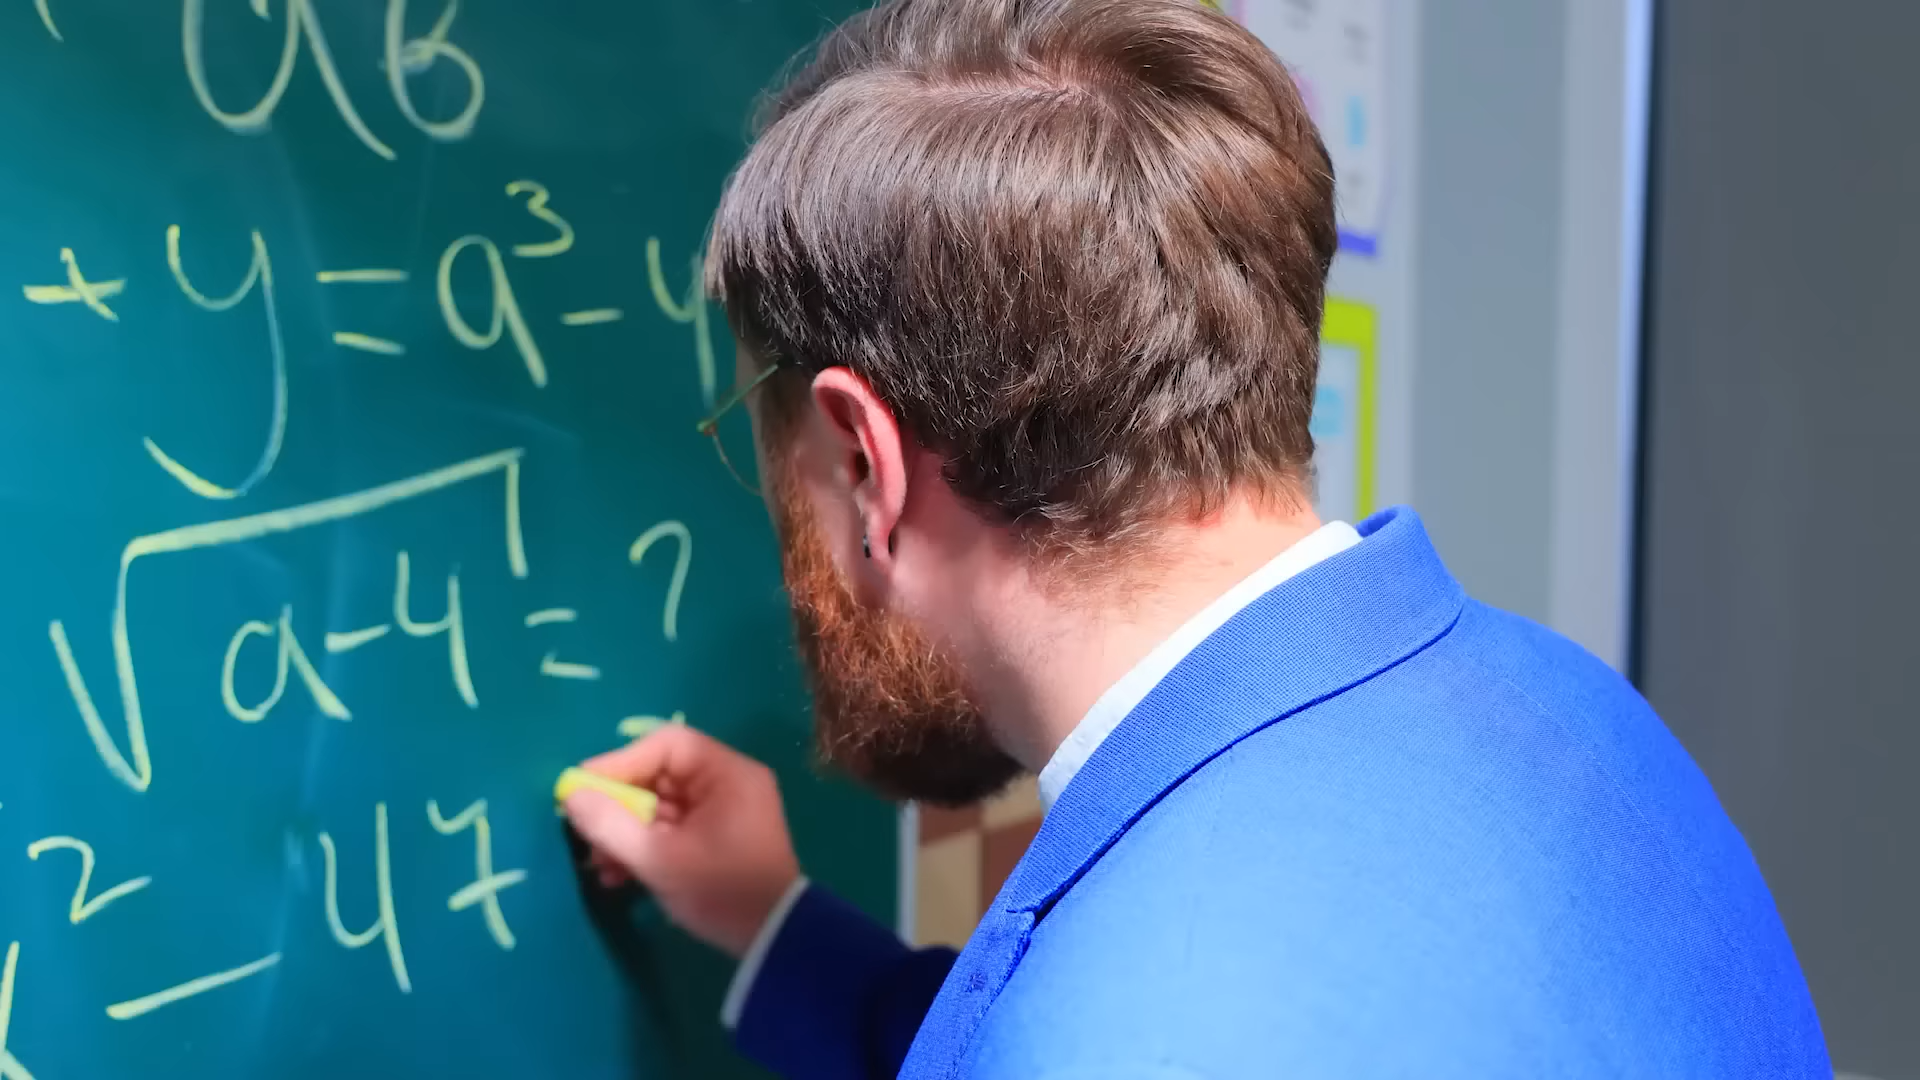 ab
+ y = a³ - 4
√(a-4) = ?
² - 47